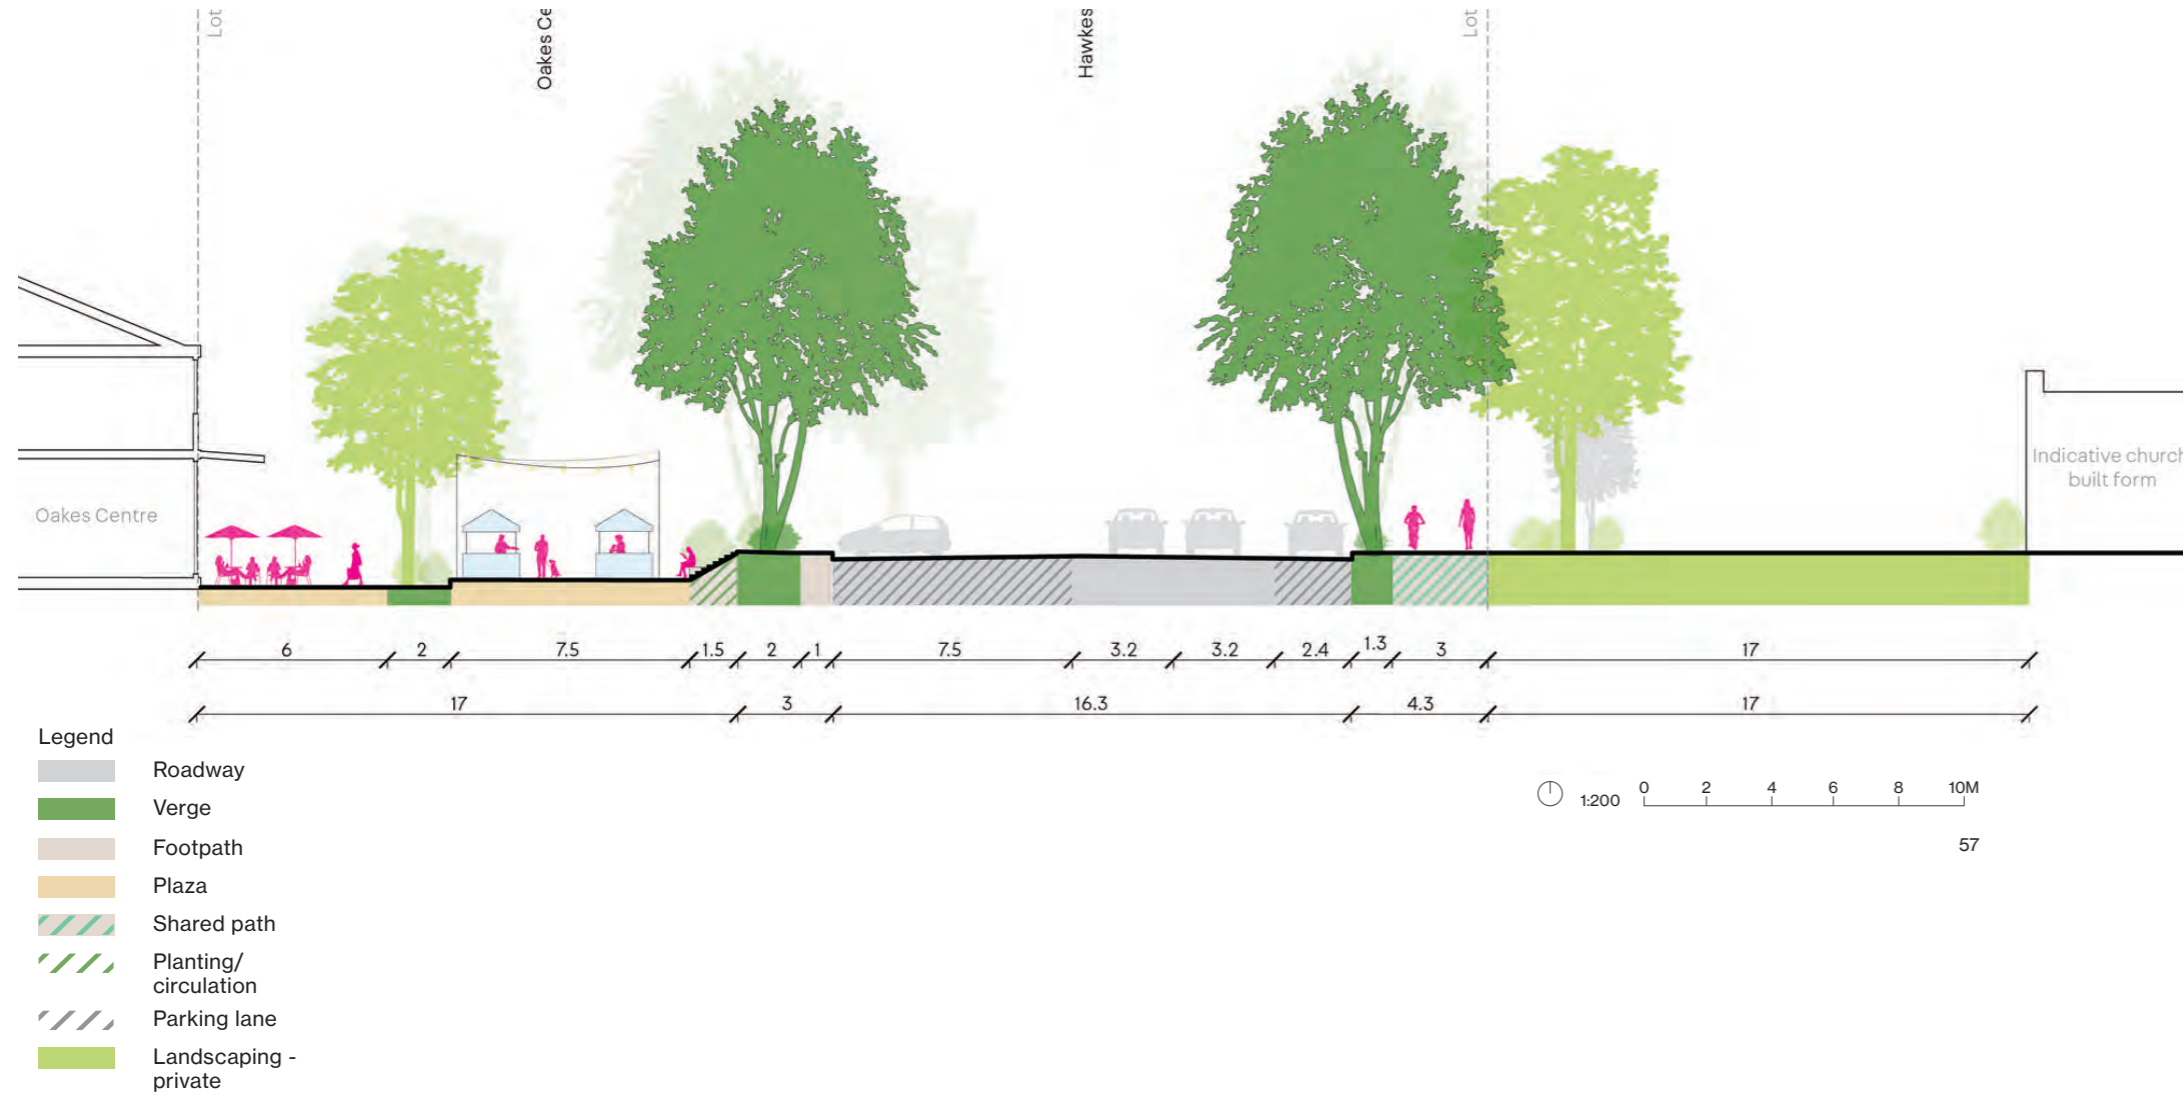 Lot
Oakes Ce
Hawkes
Lot
Oakes Centre
Indicative church
built form
6 2 7.5 1.5 2 1 7.5 3.2 3.2 2.4 1.3 3 17
17 3 16.3 4.3 17
Legend
Roadway
Verge
Footpath
Plaza
Shared path
Planting/
circulation
Parking lane
Landscaping -
private
1:200 0 2 4 6 8 10M
57